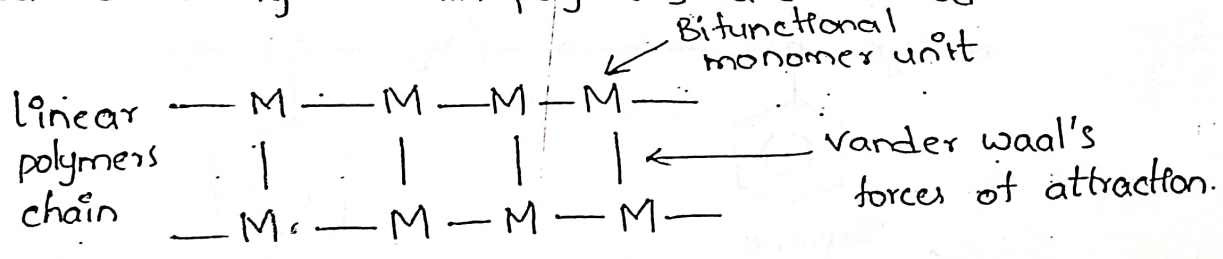 Bifunctional
monomer unit
linear — M — M — M — M —
polymers | | | | vander waal's
chain forces of attraction.
— M — M — M — M —